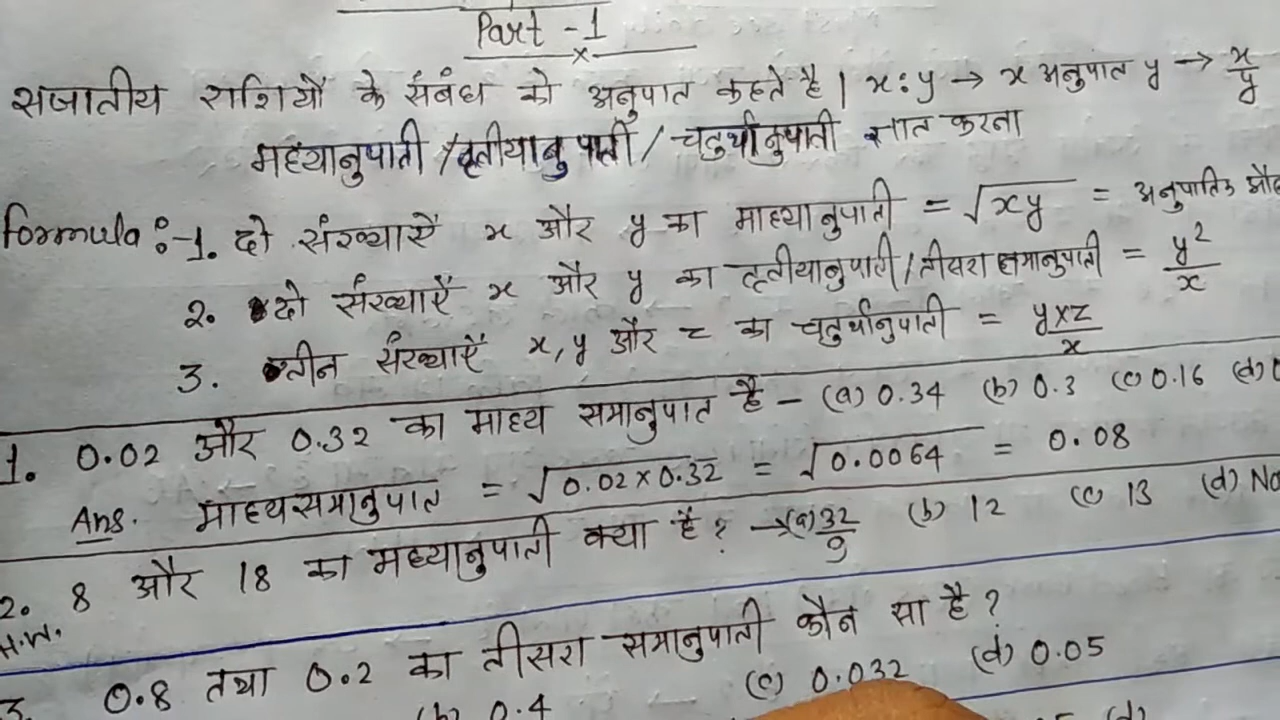 Part - 1
सजातीय राशियों के संबंध को अनुपात कहते है | x : y → x अनुपात y → x/y
मध्यानुपाती / तृतीयानुपाती / चतुर्थानुपाती ज्ञात करना
formula :- 1. दो संख्याऐं x और y का माध्यानुपाती = √xy = अनुपातिक
2. दो संख्याऐं x और y का तृतीयानुपाती / तीसरा समानुपाती = y²/x
3. तीन संख्याऐं x, y और z का चतुर्थानुपाती = y×z/x
1. 0.02 और 0.32 का माध्य समानुपात है - (a) 0.34 (b) 0.3 (c) 0.16 (d)
Ans. माध्यसमानुपात = √0.02 × 0.32 = √0.0064 = 0.08
2. 8 और 18 का मध्यानुपाती क्या है? → (a) 32/9 (b) 12 (c) 13 (d) No
H.W.
3. 0.8 तथा 0.2 का तीसरा समानुपाती कौन सा है ?
(b) 0.4 (c) 0.032 (d) 0.05
(d)